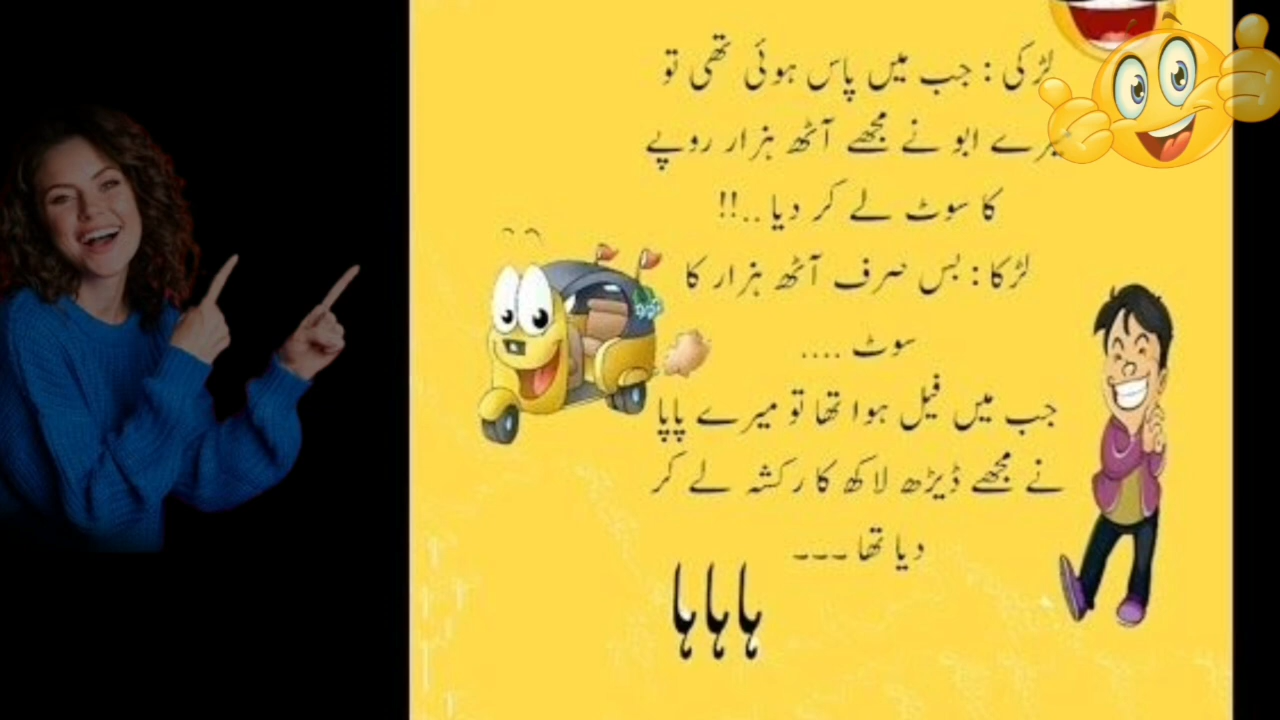 لڑکی : جب میں پاس ہوئی تھی تو
میرے ابو نے مجھے آٹھ ہزار روپے
کا سوٹ لے کر دیا ..!!
لڑکا : بس صرف آٹھ ہزار کا
سوٹ ....
جب میں فیل ہوا تھا تو میرے پاپا
نے مجھے ڈیڑھ لاکھ کا رکشہ لے کر
دیا تھا ---
ہاہاہا